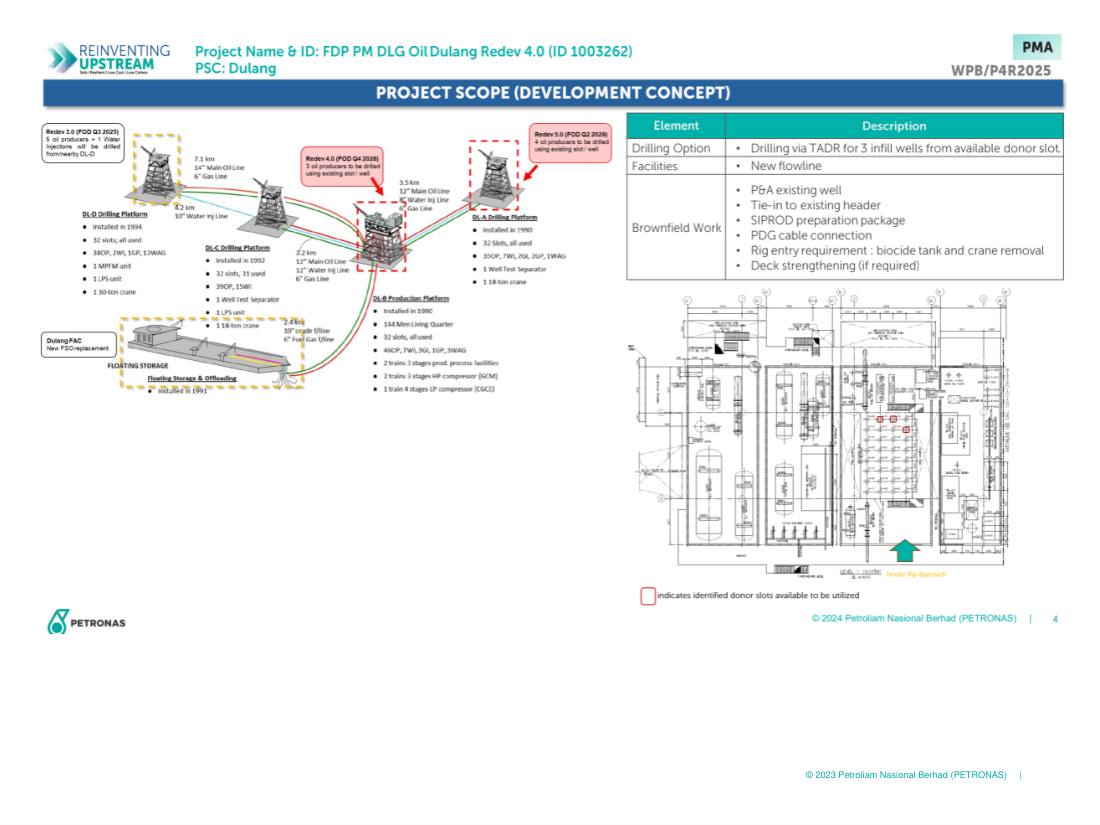 REINVENTING
UPSTREAM
Safe | Resilient | Low Cost | Low Carbon
Project Name & ID: FDP PM DLG Oil Dulang Redev 4.0 (ID 1003262)
PSC: Dulang
PMA
WPB/P4R2025
PROJECT SCOPE (DEVELOPMENT CONCEPT)
Redev 3.0 (FOD Q3 2025)
5 oil producers + 1 Water
Injections will be drilled
from/nearby DL-D
7.1 km
14" Main Oil Line
6" Gas Line
4.2 km
10" Water Inj Line
Redev 4.0 (FOD Q4 2028)
3 oil producers to be drilled
using existing slot / well
Redev 5.0 (FOD Q2 2029)
4 oil producers to be drilled
using existing slot / well
3.5 km
12" Main Oil Line
8" Water Inj Line
6" Gas Line
3.2 km
12" Main Oil Line
12" Water Inj Line
6" Gas Line
DL-D Drilling Platform
● Installed in 1994
● 32 slots; all used
● 38OP, 2WI, 1GP, 13WAG
● 1 MPFM unit
● 1 LPS unit
● 1 30-ton crane
DL-C Drilling Platform
● Installed in 1992
● 32 slots, 31 used
● 39OP, 15WI
● 1 Well Test Separator
● 1 LPS unit
● 1 18-ton crane
DL-A Drilling Platform
● Installed in 1990
● 32 Slots, all used
● 35OP, 7WI, 2GI, 2GP, 1WAG
● 1 Well Test Separator
● 1 18-ton crane
DL-B Production Platform
● Installed in 1990
● 144 Men Living Quarter
● 32 slots, all used
● 46OP, 7WI, 3GI, 1GP, 3WAG
● 2 trains 3 stages prod. process facilities
● 2 trains 3 stages HP compressor (GCM)
● 1 train 4 stages LP compressor (CGCE)
2.4 km
10" crude f/line
6" Fuel Gas f/line
Dulang FAC
New FSO replacement
FLOATING STORAGE
Floating Storage & Offloading
● Installed in 1991
Element Description
Drilling Option • Drilling via TADR for 3 infill wells from available donor slot.
Facilities • New flowline
Brownfield Work
• P&A existing well
• Tie-in to existing header
• SIPROD preparation package
• PDG cable connection
• Rig entry requirement : biocide tank and crane removal
• Deck strengthening (if required)
Tender Rig Approach
indicates identified donor slots available to be utilized
PETRONAS
© 2024 Petroliam Nasional Berhad (PETRONAS) | 4
© 2023 Petroliam Nasional Berhad (PETRONAS) |